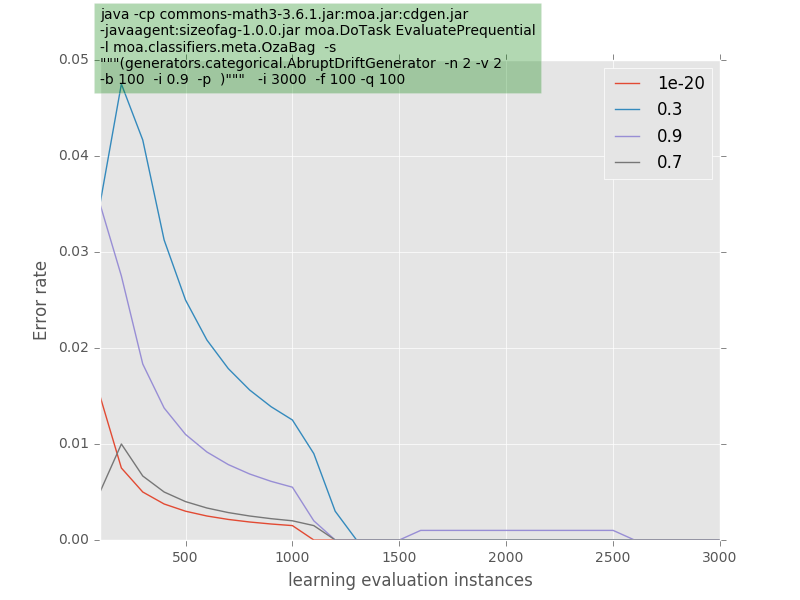 java -cp commons-math3-3.6.1.jar:moa.jar:cdgen.jar
-javaagent:sizeofag-1.0.0.jar moa.DoTask EvaluatePrequential
-l moa.classifiers.meta.OzaBag  -s
"""(generators.categorical.AbruptDriftGenerator  -n 2 -v 2
-b 100  -i 0.9  -p  )"""   -i 3000  -f 100 -q 100
1e-20
0.3
0.9
0.7
0.05
0.04
0.03
0.02
0.01
0.00
Error rate
500 1000 1500 2000 2500 3000
learning evaluation instances